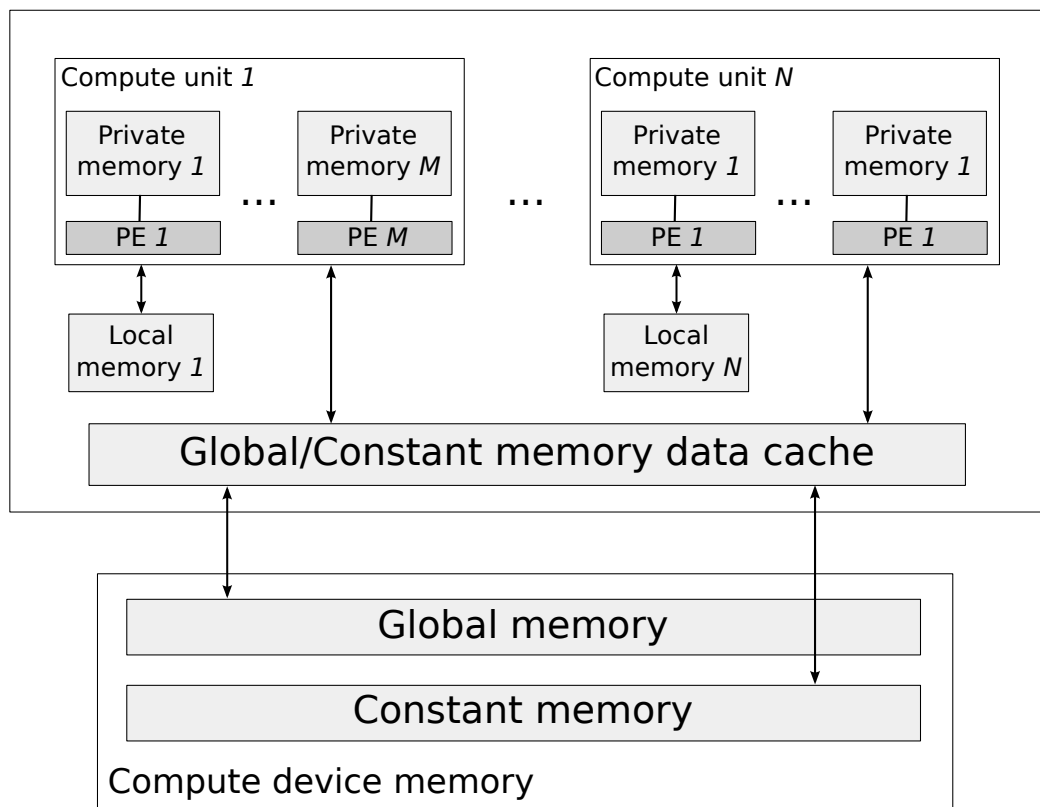 Compute unit 1
Private
memory 1
Private
memory M
...
PE 1
PE M
...
Compute unit N
Private
memory 1
Private
memory 1
...
PE 1
PE 1
Local
memory 1
Local
memory N
Global/Constant memory data cache
Global memory
Constant memory
Compute device memory